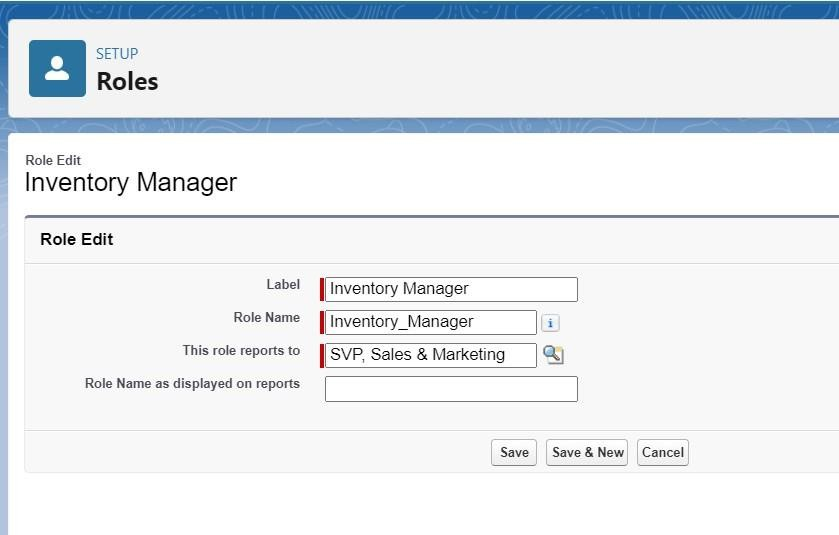 SETUP
Roles
Role Edit
Inventory Manager
Role Edit
Label Inventory Manager
Role Name Inventory_Manager i
This role reports to SVP, Sales & Marketing
Role Name as displayed on reports
Save Save & New Cancel